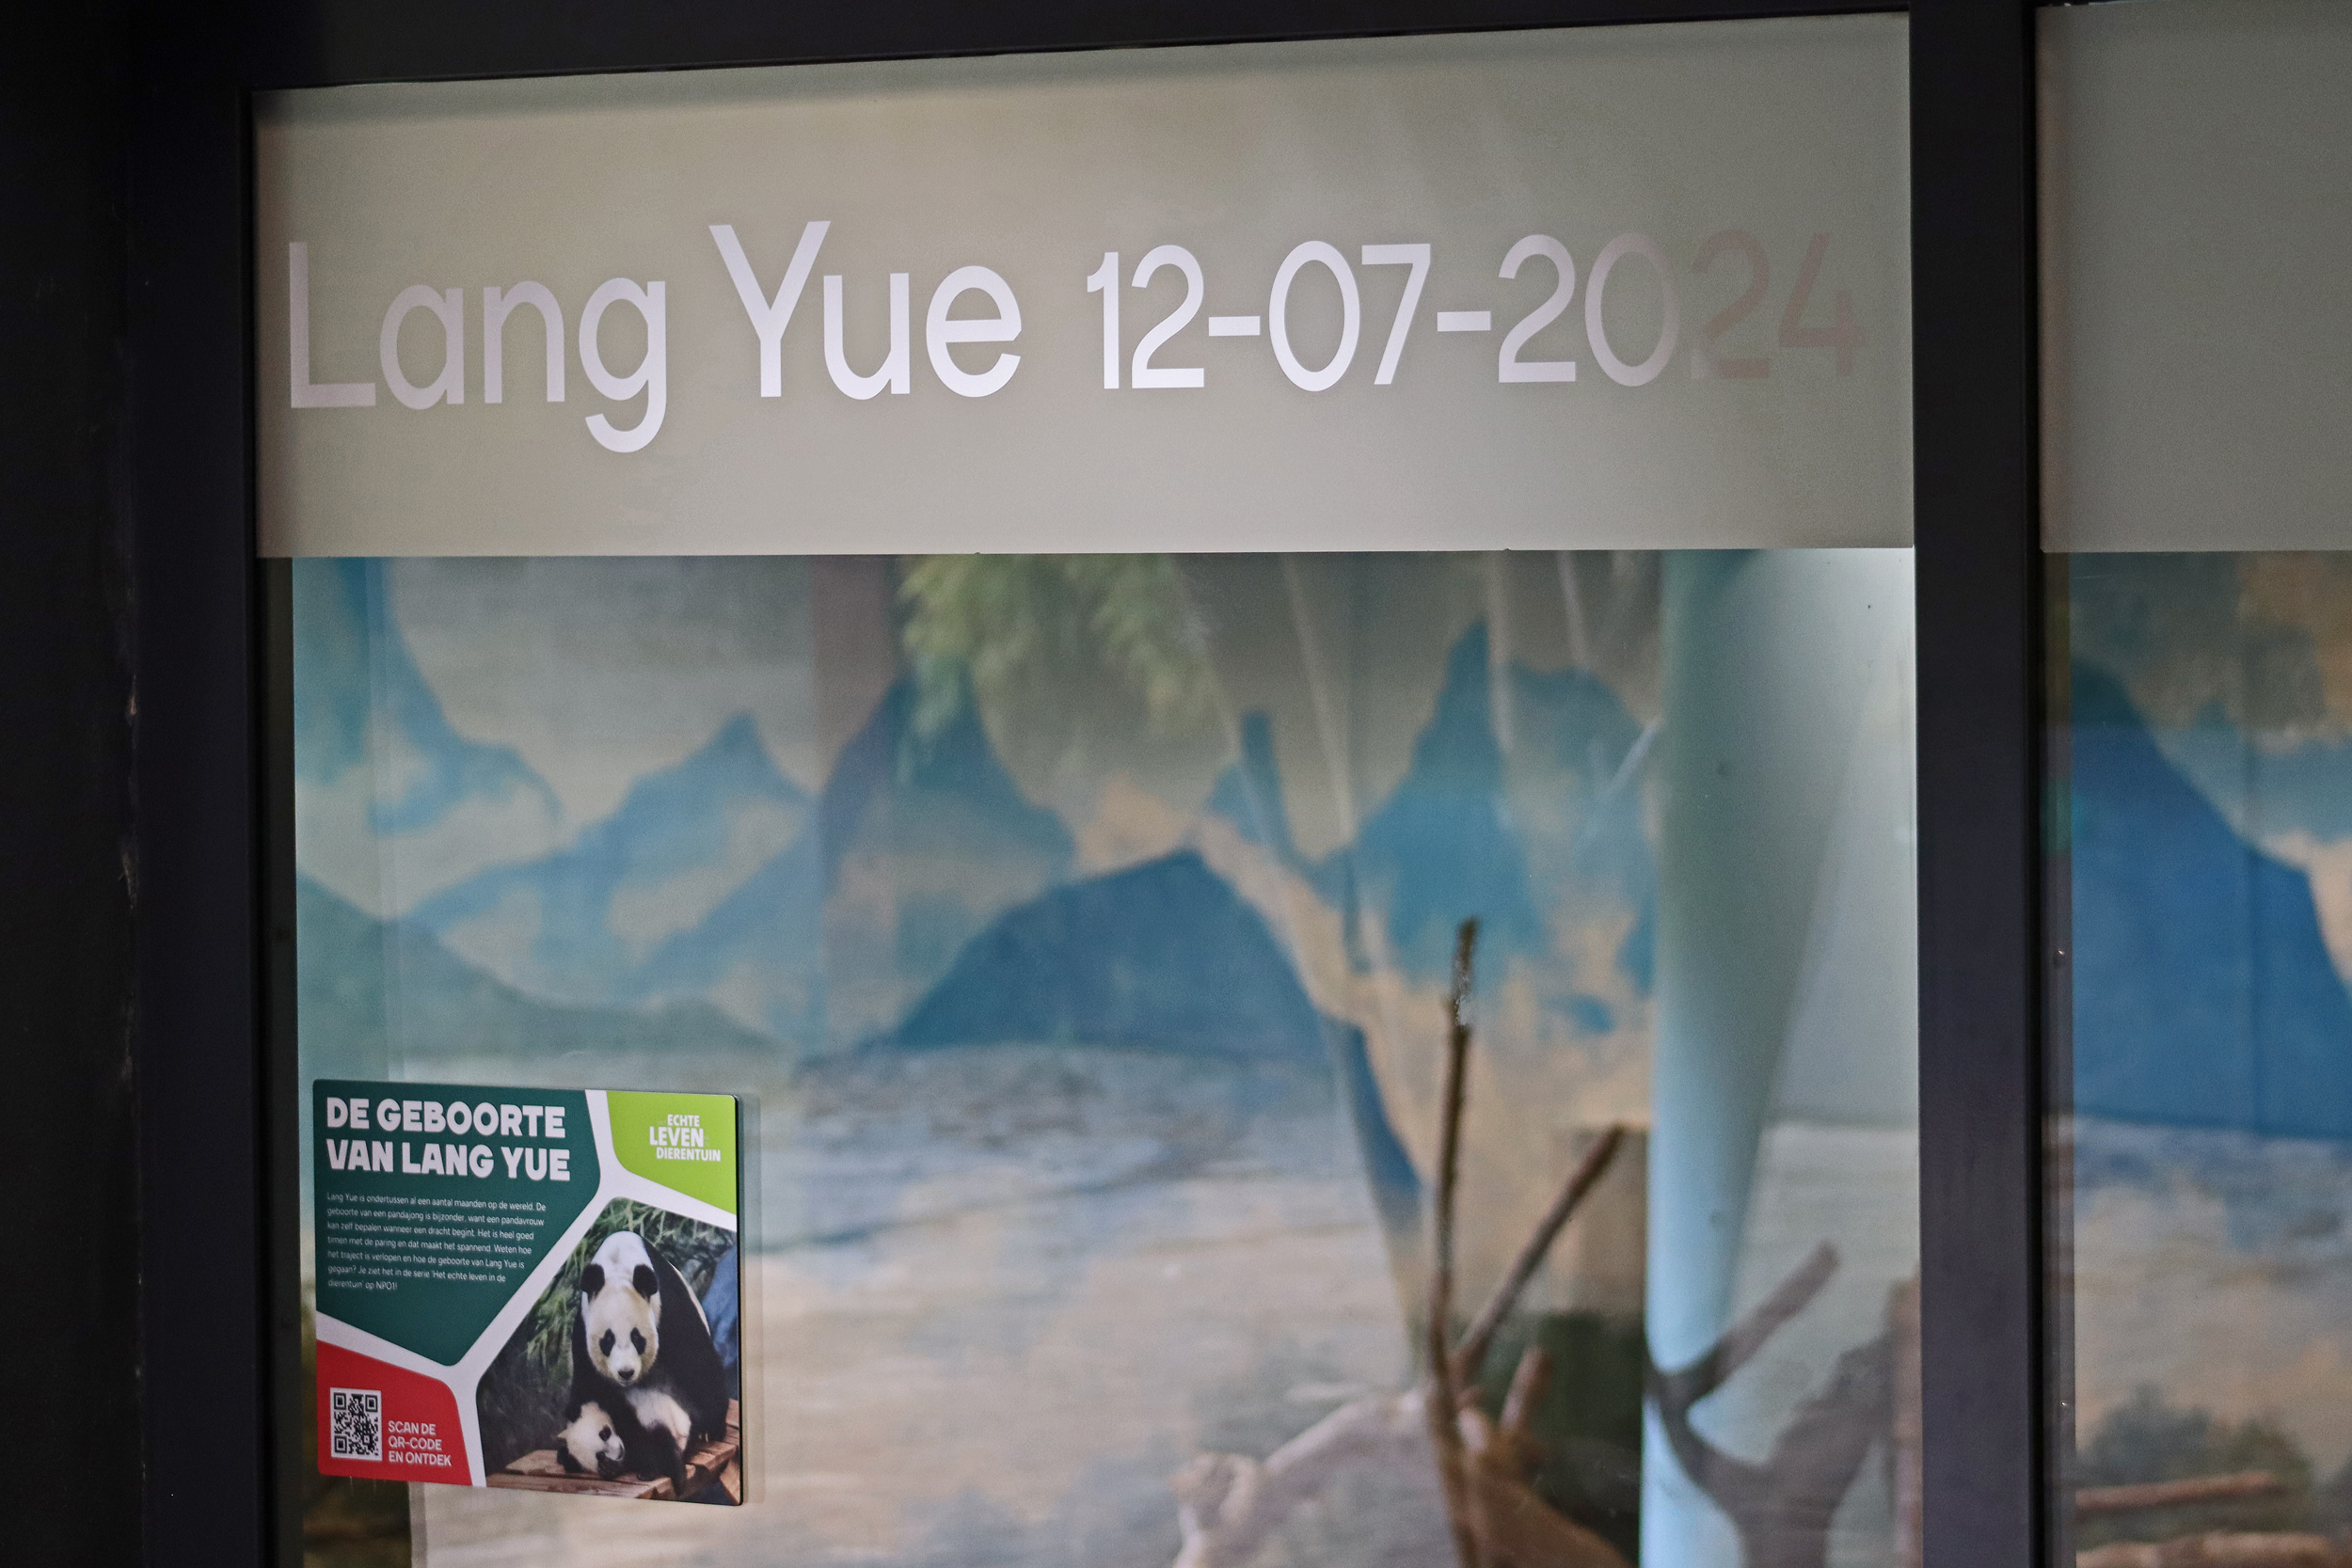 Lang Yue 12-07-2024
DE GEBOORTE
VAN LANG YUE
ECHTE
LEVEN
DIERENTUIN
Lang Yue is ondertussen al een aantal maanden op de wereld. De
geboorte van een pandajong is bijzonder, want een pandavrouw
kan zelf bepalen wanneer een dracht begint. Het is heel goed
timen met de paring en dat maakt het spannend. Weten hoe
het traject is verlopen en hoe de geboorte van Lang Yue is
gegaan? Je ziet het in de serie 'Het echte leven in de
dierentuin' op NPO1!
SCAN DE
QR-CODE
EN ONTDEK